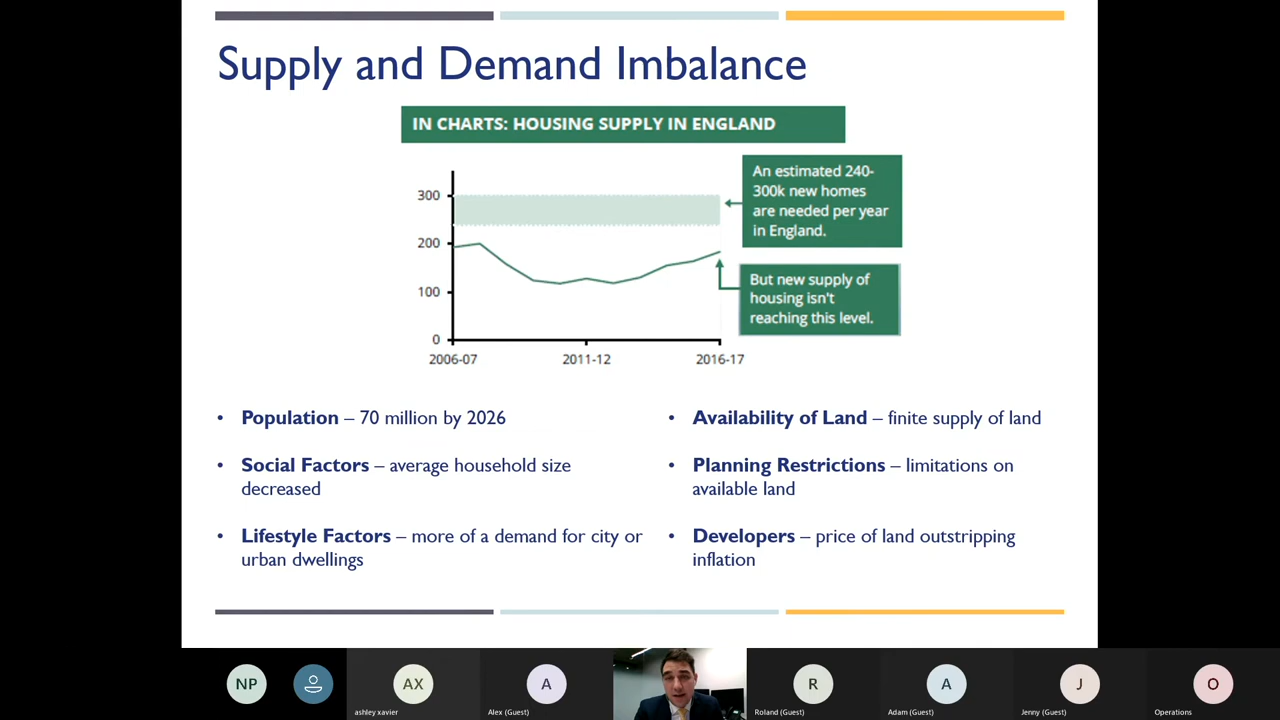 Supply and Demand Imbalance
IN CHARTS: HOUSING SUPPLY IN ENGLAND
300
200
100
0
2006-07
2011-12
2016-17
An estimated 240-
300k new homes
are needed per year
in England.
But new supply of
housing isn't
reaching this level.
• Population – 70 million by 2026
• Social Factors – average household size
decreased
• Lifestyle Factors – more of a demand for city or
urban dwellings
• Availability of Land – finite supply of land
• Planning Restrictions – limitations on
available land
• Developers – price of land outstripping
inflation
NP
AX
ashley xavier
A
Alex (Guest)
R
Roland (Guest)
A
Adam (Guest)
J
Jenny (Guest)
O
Operations